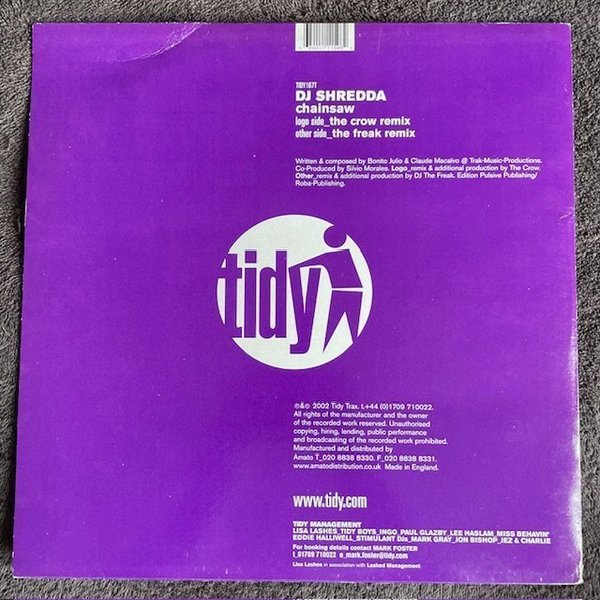 TIDY187T
DJ SHREDDA
chainsaw
logo side_the crow remix
other side_the freak remix
Written & composed by Bonito Julio & Claude Macalvo @ Trak-Music-Productions.
Co-Produced by Silvio Morales. Logo_remix & additional production by The Crow.
Other_remix & additional production by DJ The Freak. Edition Pulsive Publishing/
Roba-Publishing.
tidy
℗&© 2002 Tidy Trax. t.+44 (0)1709 710022.
All rights of the manufacturer and the owner
of the recorded work reserved. Unauthorised
copying, hiring, lending, public performance
and broadcasting of the recorded work prohibited.
Manufactured and distributed by
Amato T_020 8838 8330. F_020 8838 8331.
www.amatodistribution.co.uk Made in England.
www.tidy.com
TIDY MANAGEMENT
LISA LASHES_TIDY BOYS_INGO_PAUL GLAZBY_LEE HASLAM_MISS BEHAVIN'
EDDIE HALLIWELL_STIMULANT DJs_MARK GRAY_JON BISHOP_JEZ & CHARLIE
For booking details contact MARK FOSTER
t_01709 710022 e_mark.foster@tidy.com
Lisa Lashes in association with Lashed Management